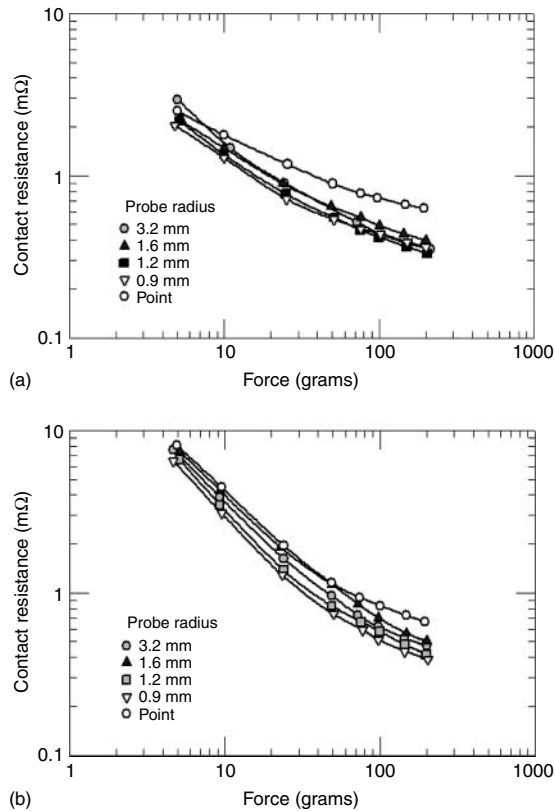 10
1
0.1
Contact resistance (mΩ)
Probe radius
3.2 mm
1.6 mm
1.2 mm
0.9 mm
Point
1
10
100
1000
(a)
Force (grams)
10
1
0.1
Contact resistance (mΩ)
Probe radius
3.2 mm
1.6 mm
1.2 mm
0.9 mm
Point
1
10
100
1000
(b)
Force (grams)